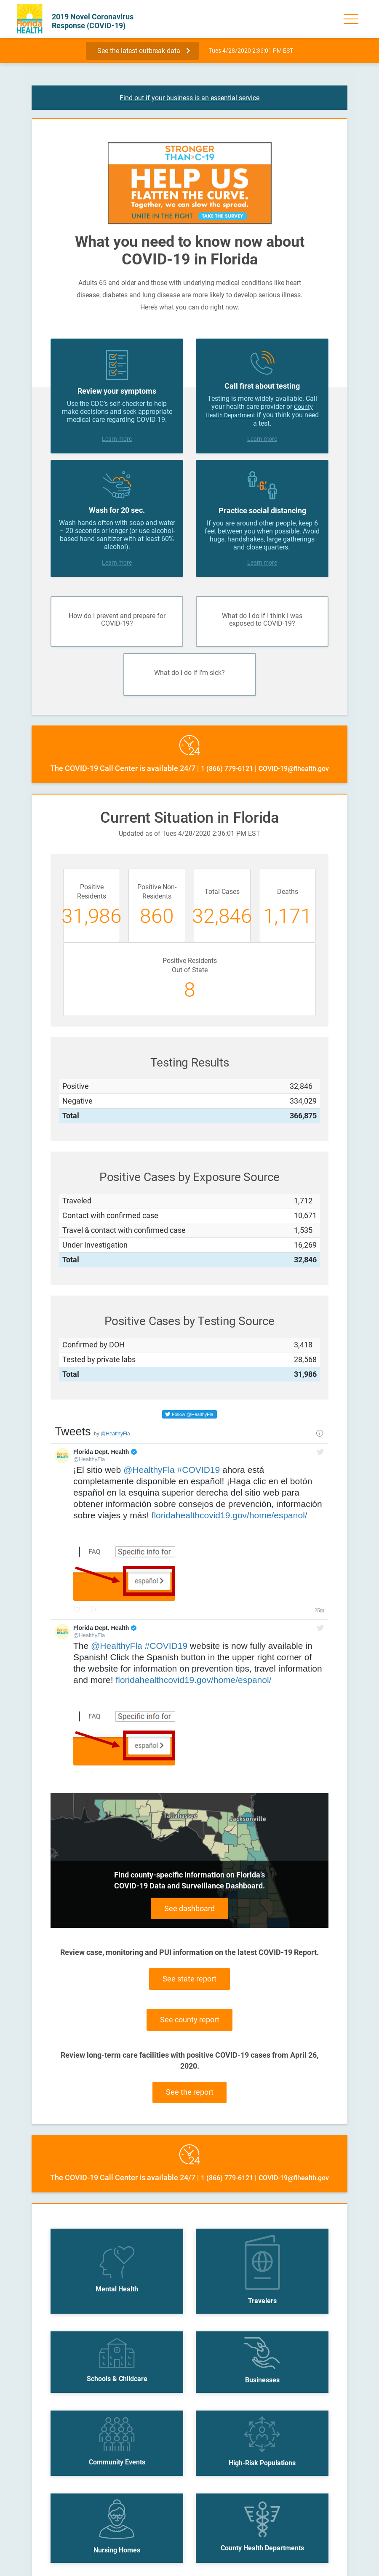 Florida
HEALTH
2019 Novel Coronavirus
Response (COVID-19)
See the latest outbreak data
Tues 4/28/2020 2:36:01 PM EST
Find out if your business is an essential service
STRONGER
THAN C-19
HELP US
FLATTEN THE CURVE.
Together, we can slow the spread.
UNITE IN THE FIGHT TAKE THE SURVEY
What you need to know now about
COVID-19 in Florida
Adults 65 and older and those with underlying medical conditions like heart
disease, diabetes and lung disease are more likely to develop serious illness.
Here's what you can do right now.
Review your symptoms
Use the CDC's self-checker to help
make decisions and seek appropriate
medical care regarding COVID-19.
Learn more
Call first about testing
Testing is more widely available. Call
your health care provider or County
Health Department if you think you need
a test.
Learn more
Wash for 20 sec.
Wash hands often with soap and water
– 20 seconds or longer (or use alcohol-
based hand sanitizer with at least 60%
alcohol).
Learn more
6'
Practice social distancing
If you are around other people, keep 6
feet between you when possible. Avoid
hugs, handshakes, large gatherings
and close quarters.
Learn more
How do I prevent and prepare for
COVID-19?
What do I do if I think I was
exposed to COVID-19?
What do I do if I'm sick?
24
The COVID-19 Call Center is available 24/7 | 1 (866) 779-6121 | COVID-19@flhealth.gov
Current Situation in Florida
Updated as of Tues 4/28/2020 2:36:01 PM EST
Positive
Residents
31,986
Positive Non-
Residents
860
Total Cases
32,846
Deaths
1,171
Positive Residents
Out of State
8
Testing Results
Positive 32,846
Negative 334,029
Total 366,875
Positive Cases by Exposure Source
Traveled 1,712
Contact with confirmed case 10,671
Travel & contact with confirmed case 1,535
Under Investigation 16,269
Total 32,846
Positive Cases by Testing Source
Confirmed by DOH 3,418
Tested by private labs 28,568
Total 31,986
Follow @HealthyFla
Tweets by @HealthyFla
Florida Dept. Health
@HealthyFla
¡El sitio web @HealthyFla #COVID19 ahora está
completamente disponible en español! ¡Haga clic en el botón
español en la esquina superior derecha del sitio web para
obtener información sobre consejos de prevención, información
sobre viajes y más! floridahealthcovid19.gov/home/espanol/
FAQ Specific info for
español
35m
Florida Dept. Health
@HealthyFla
The @HealthyFla #COVID19 website is now fully available in
Spanish! Click the Spanish button in the upper right corner of
the website for information on prevention tips, travel information
and more! floridahealthcovid19.gov/home/espanol/
FAQ Specific info for
español
Tallahassee
Jacksonville
Find county-specific information on Florida's
COVID-19 Data and Surveillance Dashboard.
See dashboard
Review case, monitoring and PUI information on the latest COVID-19 Report.
See state report
See county report
Review long-term care facilities with positive COVID-19 cases from April 26,
2020.
See the report
24
The COVID-19 Call Center is available 24/7 | 1 (866) 779-6121 | COVID-19@flhealth.gov
Mental Health
Travelers
Schools & Childcare
Businesses
Community Events
High-Risk Populations
Nursing Homes
County Health Departments